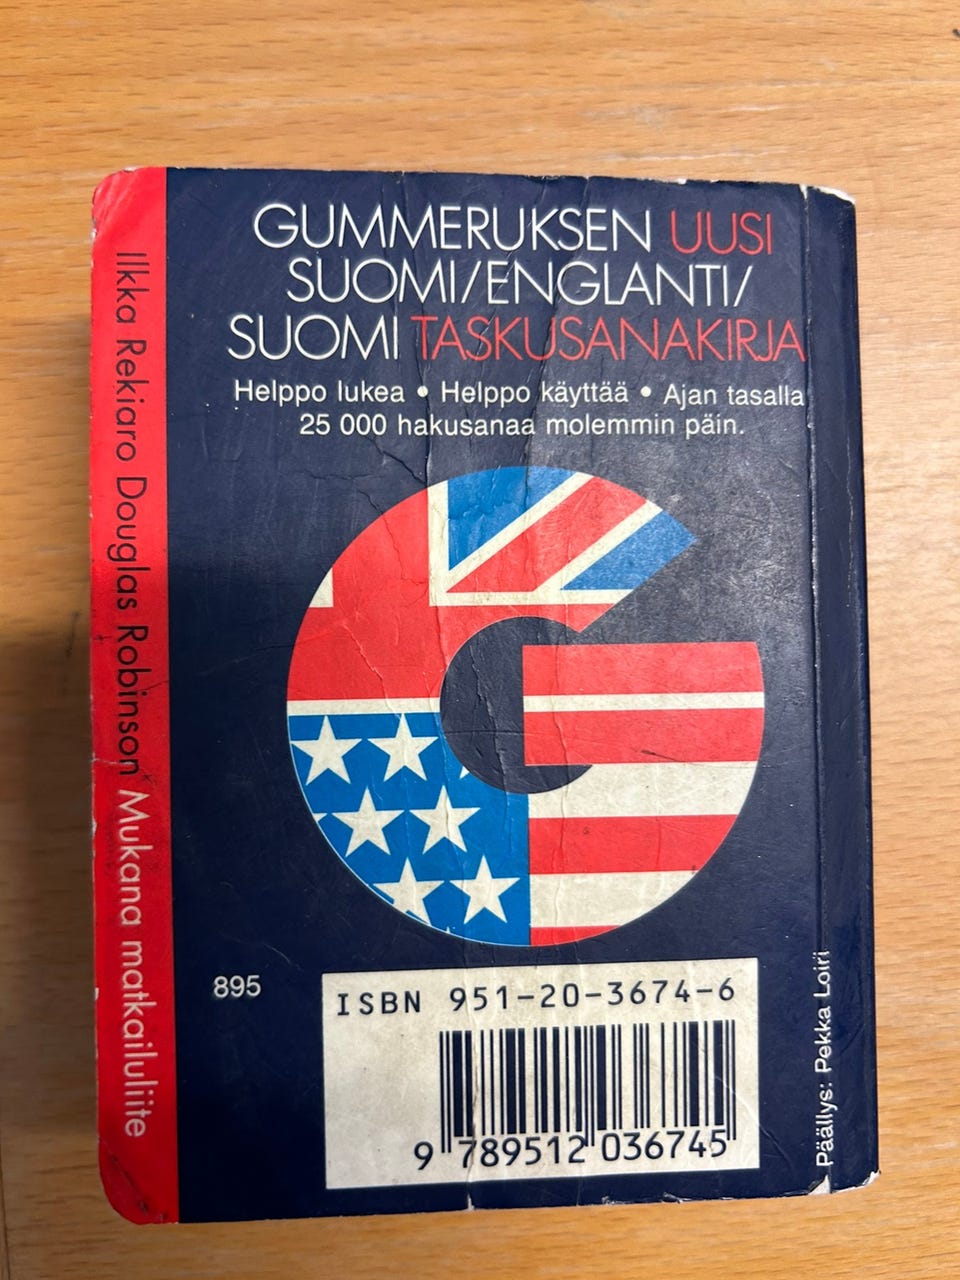 GUMMERUKSEN UUSI
SUOMI/ENGLANTI/
SUOMI TASKUSANAKIRJA
Helppo lukea • Helppo käyttää • Ajan tasalla
25 000 hakusanaa molemmin päin.
Ilkka Rekiaro Douglas Robinson Mukana matkailuliite
895
ISBN 951-20-3674-6
9 789512 036745
Päällys: Pekka Loiri